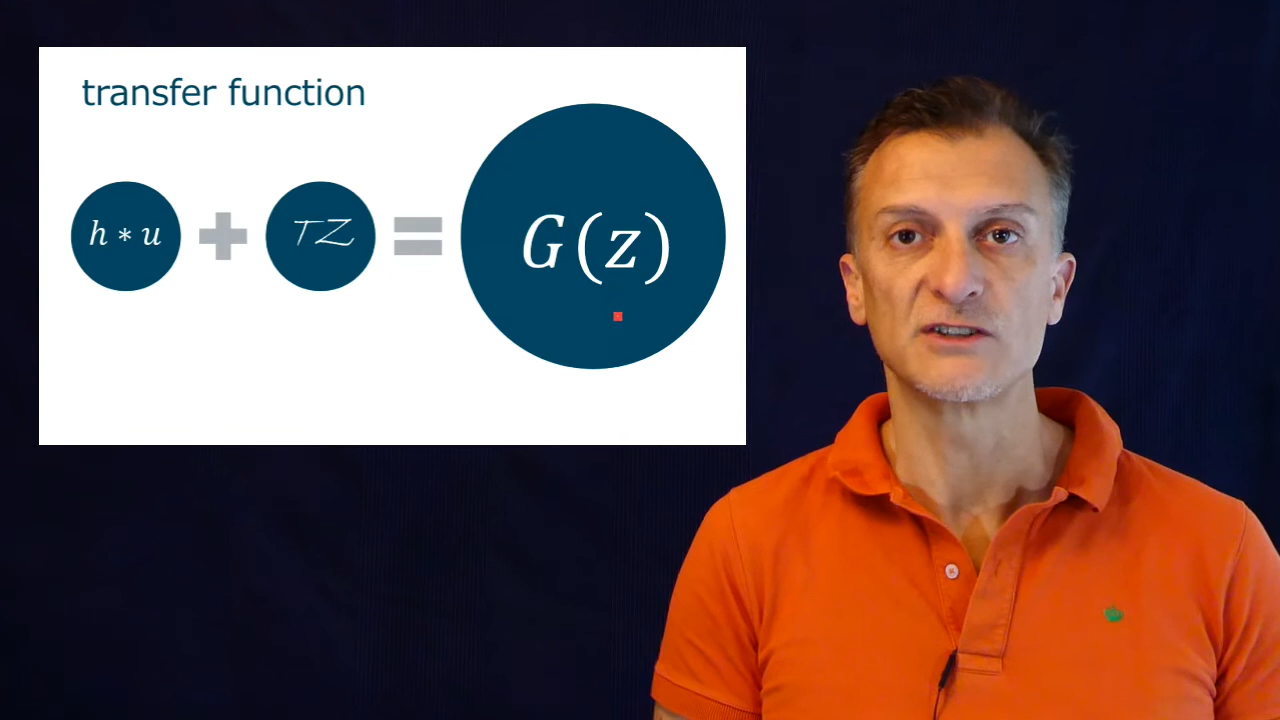 transfer function
h * u + TZ = G(z)